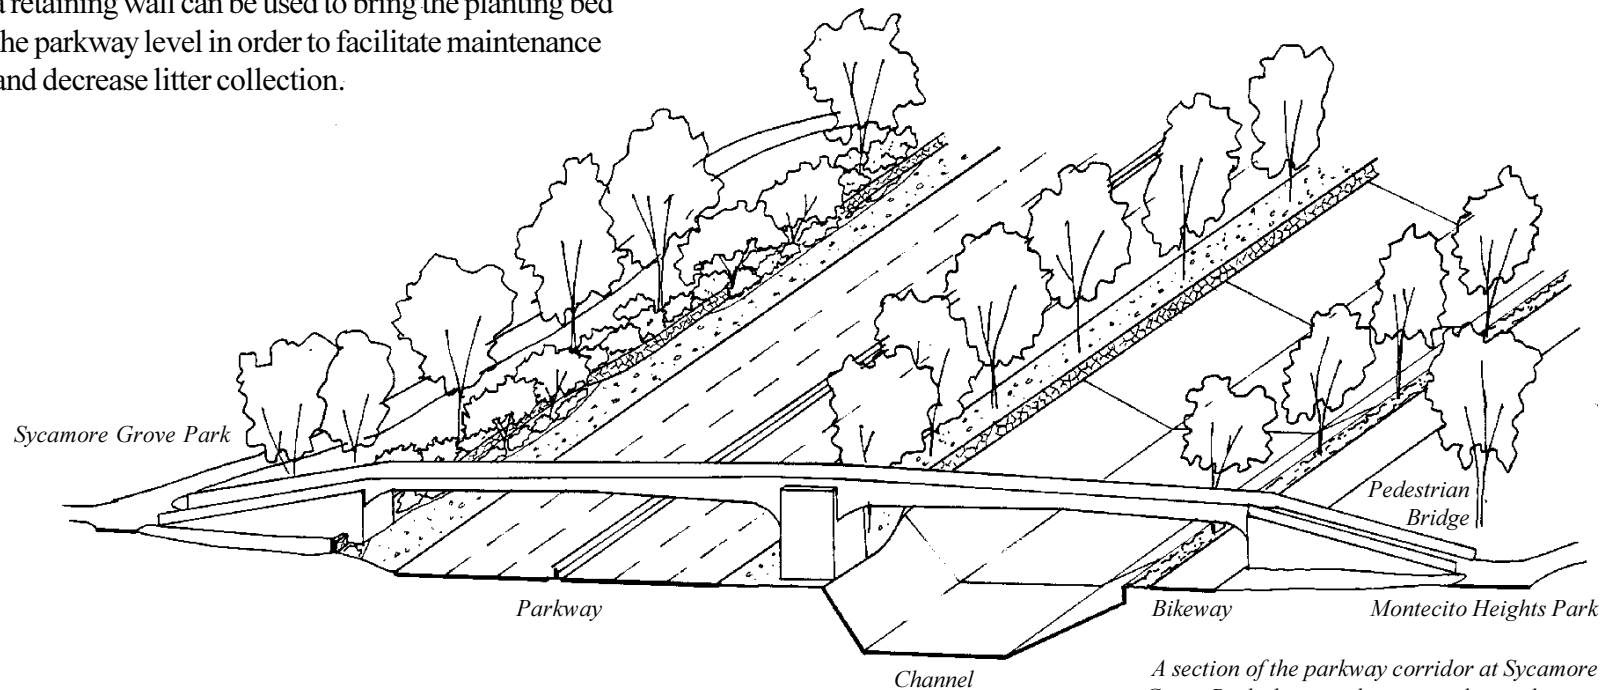 a retaining wall can be used to bring the planting bed
the parkway level in order to facilitate maintenance
and decrease litter collection.
Sycamore Grove Park
Pedestrian
Bridge
Parkway
Bikeway
Montecito Heights Park
Channel
A section of the parkway corridor at Sycamore